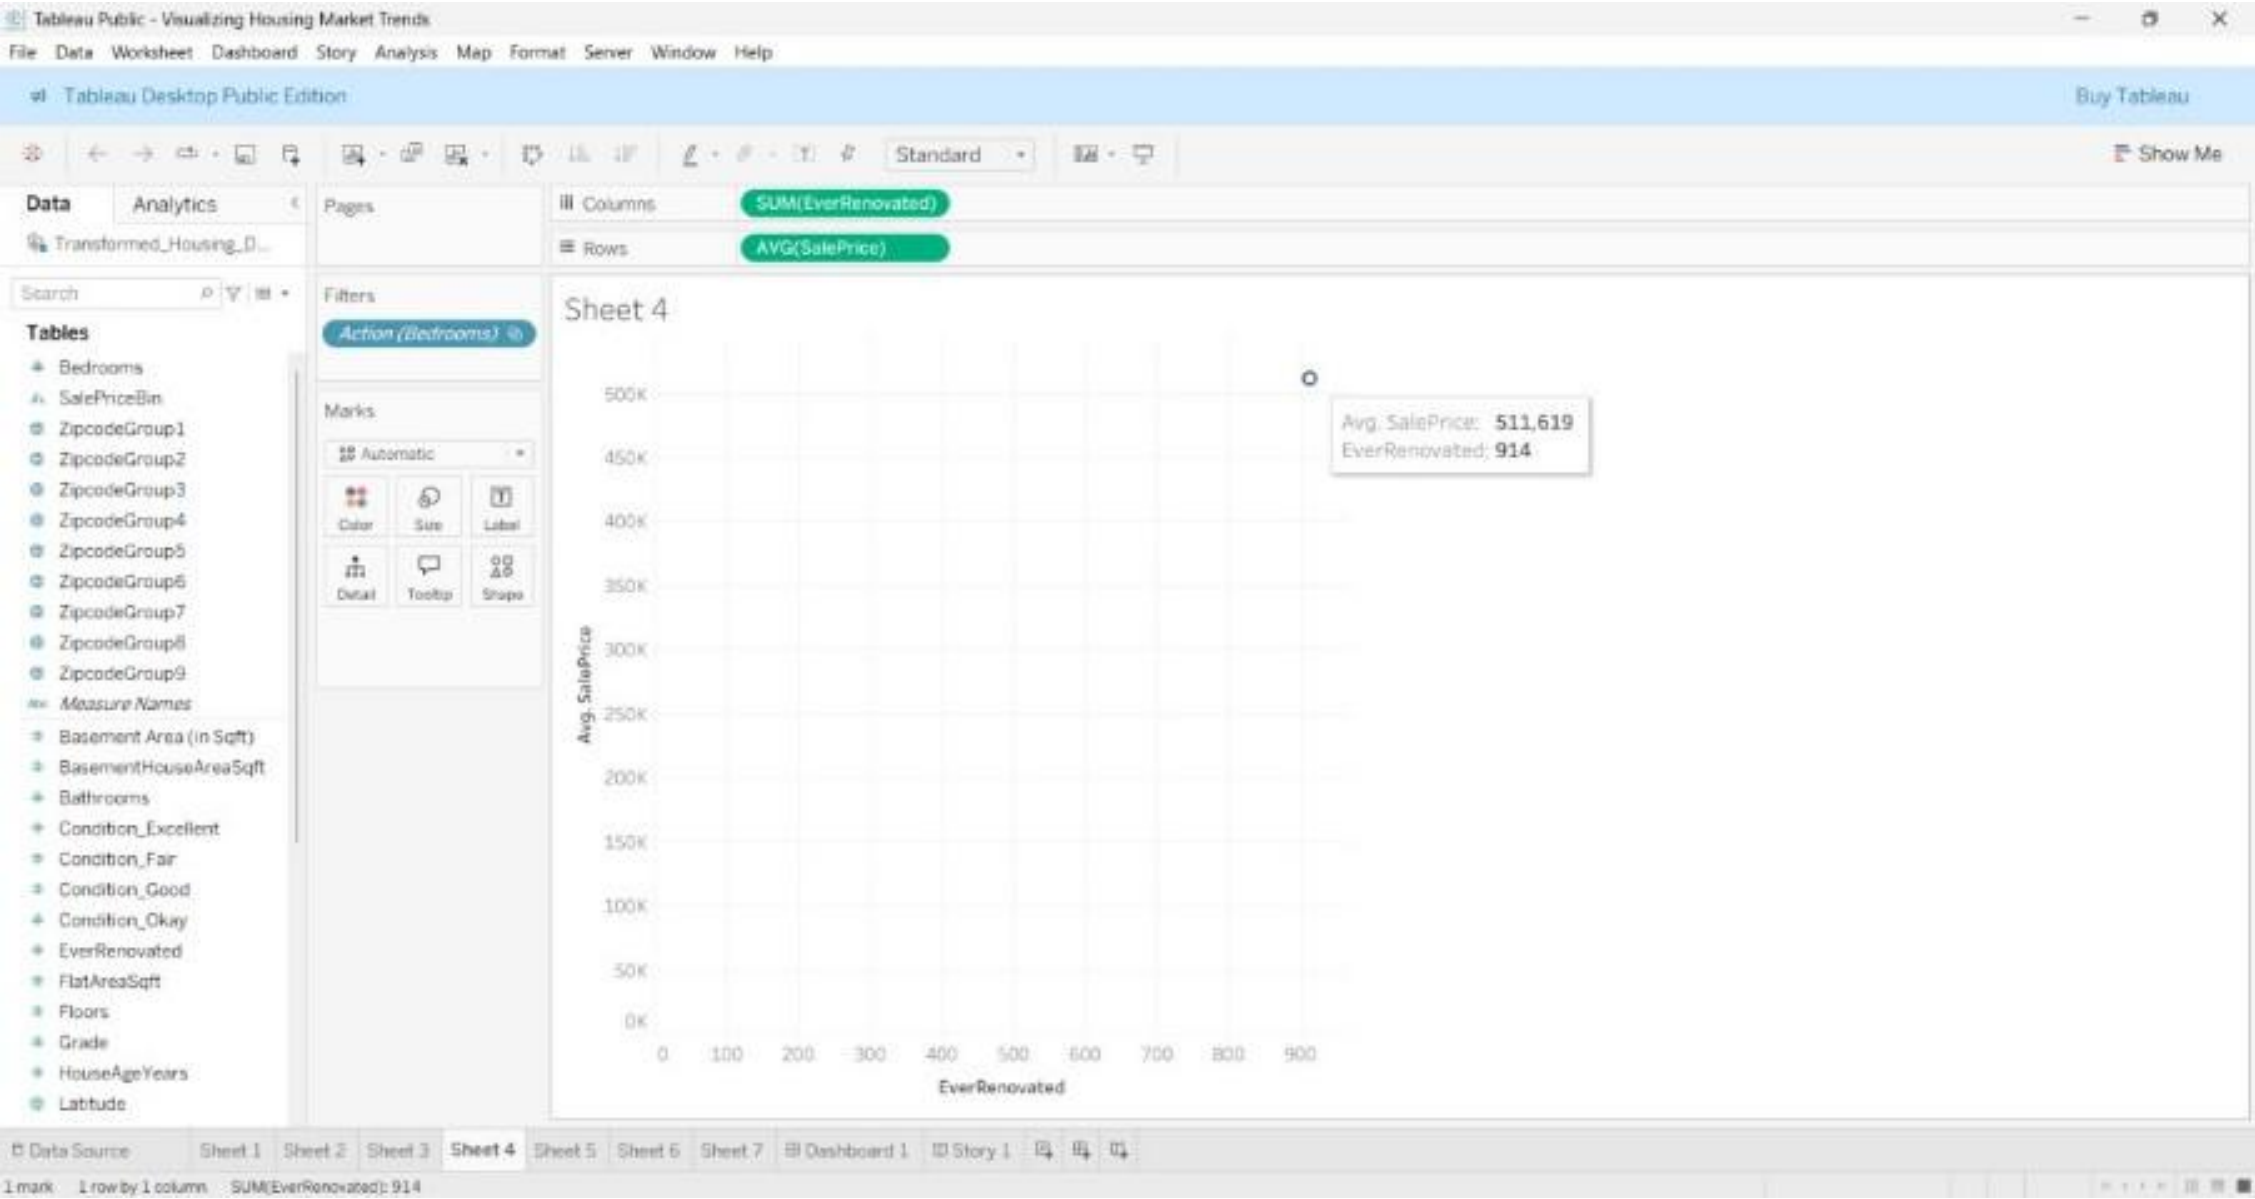 Tableau Public - Visualizing Housing Market Trends
File Data Worksheet Dashboard Story Analysis Map Format Server Window Help
Tableau Desktop Public Edition
Buy Tableau
Standard
Show Me
Data Analytics
Transformed_Housing_D...
Search
Tables
Bedrooms
SalePriceBin
ZipcodeGroup1
ZipcodeGroup2
ZipcodeGroup3
ZipcodeGroup4
ZipcodeGroup5
ZipcodeGroup6
ZipcodeGroup7
ZipcodeGroup8
ZipcodeGroup9
Abc Measure Names
Basement Area (in Sqft)
BasementHouseAreaSqft
Bathrooms
Condition_Excellent
Condition_Fair
Condition_Good
Condition_Okay
EverRenovated
FlatAreaSqft
Floors
Grade
HouseAgeYears
Latitude
Pages
Filters
Action (Bedrooms)
Marks
Automatic
Color Size Label
Detail Tooltip Shape
Columns SUM(EverRenovated)
Rows AVG(SalePrice)
Sheet 4
500K
450K
400K
350K
300K
250K
200K
150K
100K
50K
0K
Avg. SalePrice
Avg. SalePrice: 511,619
EverRenovated: 914
0 100 200 300 400 500 600 700 800 900
EverRenovated
Data Source Sheet 1 Sheet 2 Sheet 3 Sheet 4 Sheet 5 Sheet 6 Sheet 7 Dashboard 1 Story 1
1 mark 1 row by 1 column SUM(EverRenovated): 914